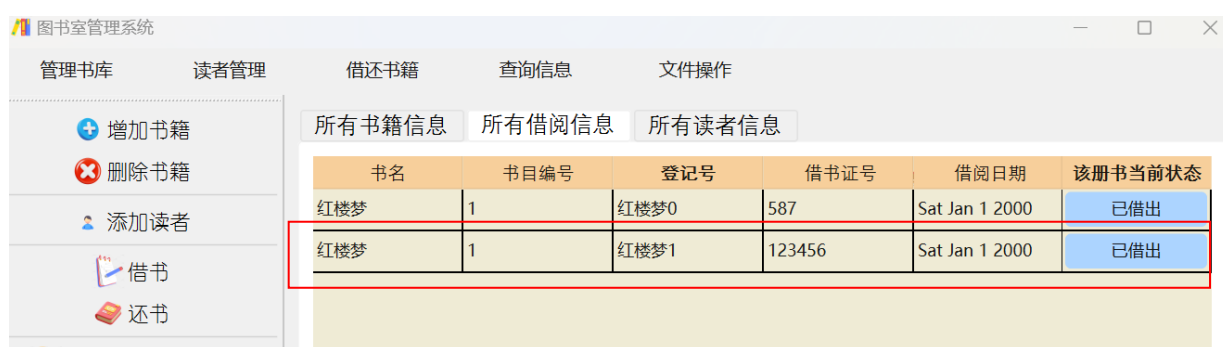 图书室管理系统
管理书库 读者管理 借还书籍 查询信息 文件操作
增加书籍
删除书籍
添加读者
借书
还书
所有书籍信息 所有借阅信息 所有读者信息
书名 书目编号 登记号 借书证号 借阅日期 该册书当前状态
红楼梦 1 红楼梦0 587 Sat Jan 1 2000 已借出
红楼梦 1 红楼梦1 123456 Sat Jan 1 2000 已借出